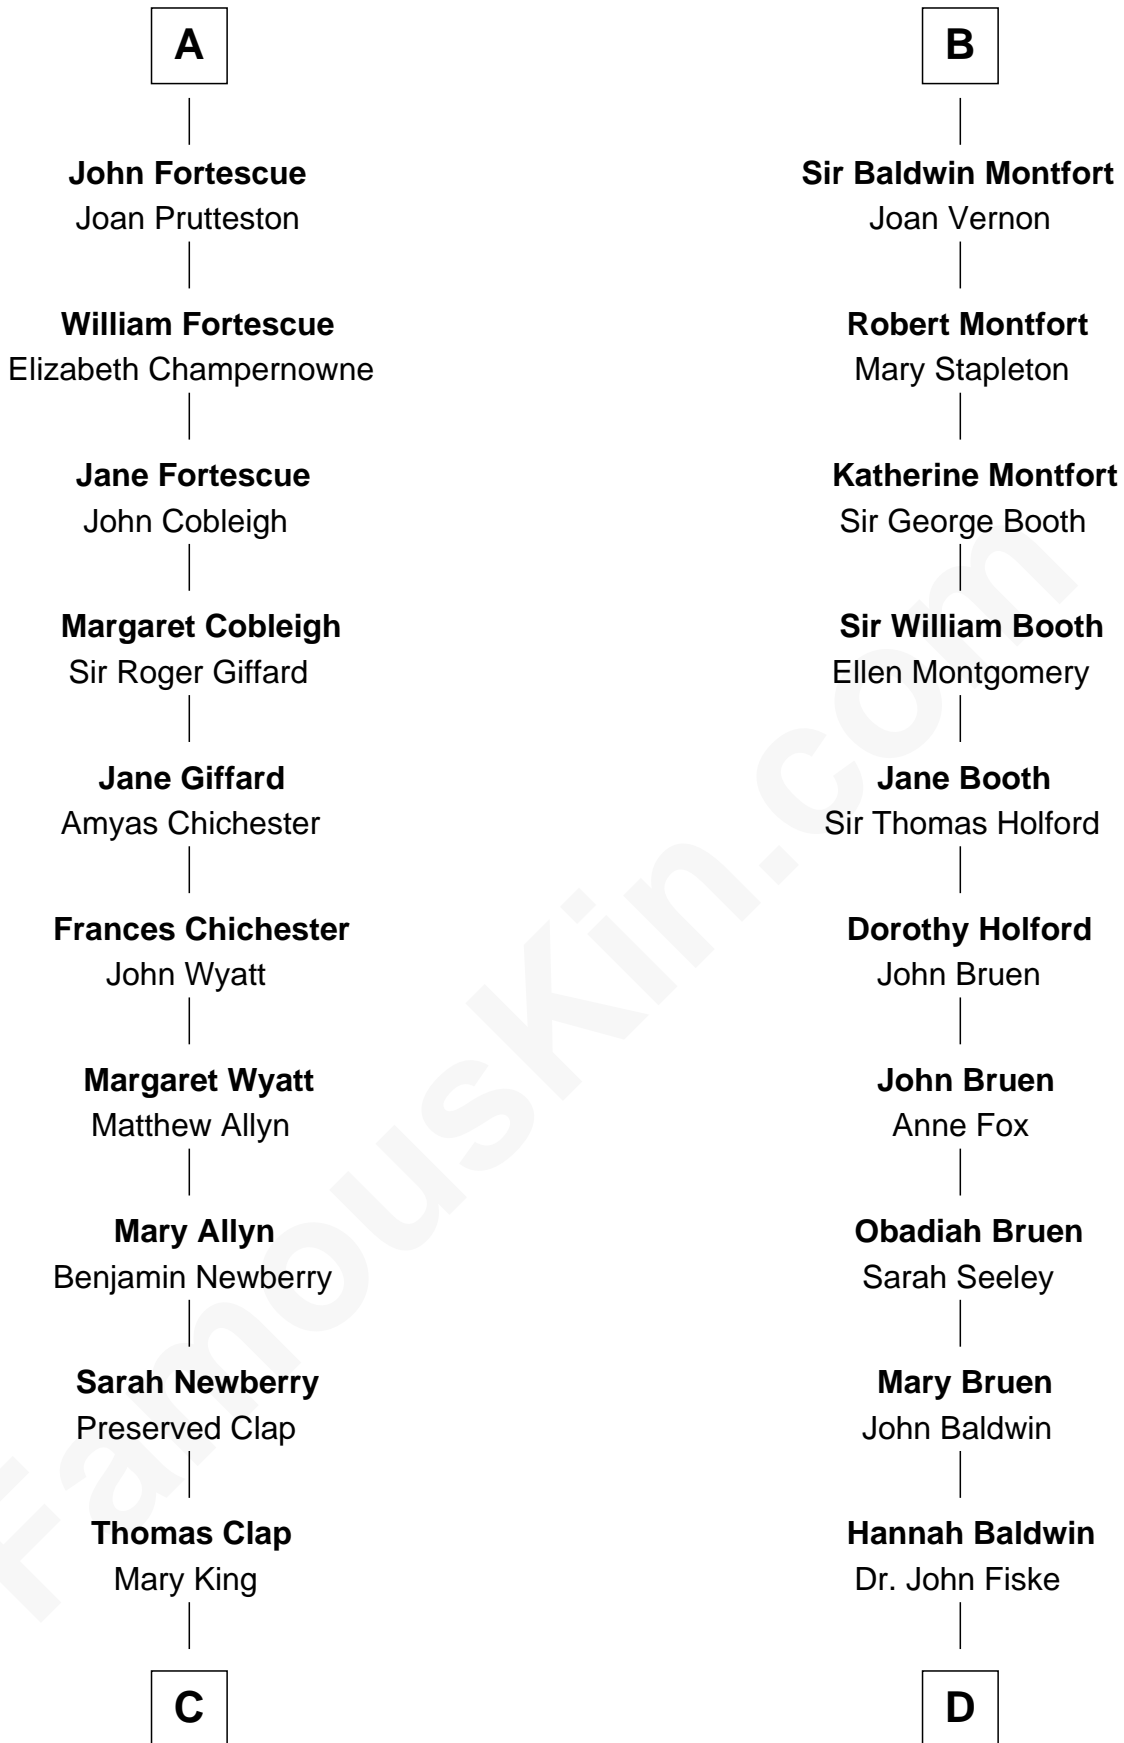 A
John Fortescue
Joan Prutteston
William Fortescue
Elizabeth Champernowne
Jane Fortescue
John Cobleigh
Margaret Cobleigh
Sir Roger Giffard
Jane Giffard
Amyas Chichester
Frances Chichester
John Wyatt
Margaret Wyatt
Matthew Allyn
Mary Allyn
Benjamin Newberry
Sarah Newberry
Preserved Clap
Thomas Clap
Mary King
C
B
Sir Baldwin Montfort
Joan Vernon
Robert Montfort
Mary Stapleton
Katherine Montfort
Sir George Booth
Sir William Booth
Ellen Montgomery
Jane Booth
Sir Thomas Holford
Dorothy Holford
John Bruen
John Bruen
Anne Fox
Obadiah Bruen
Sarah Seeley
Mary Bruen
John Baldwin
Hannah Baldwin
Dr. John Fiske
D
FamousKin.com